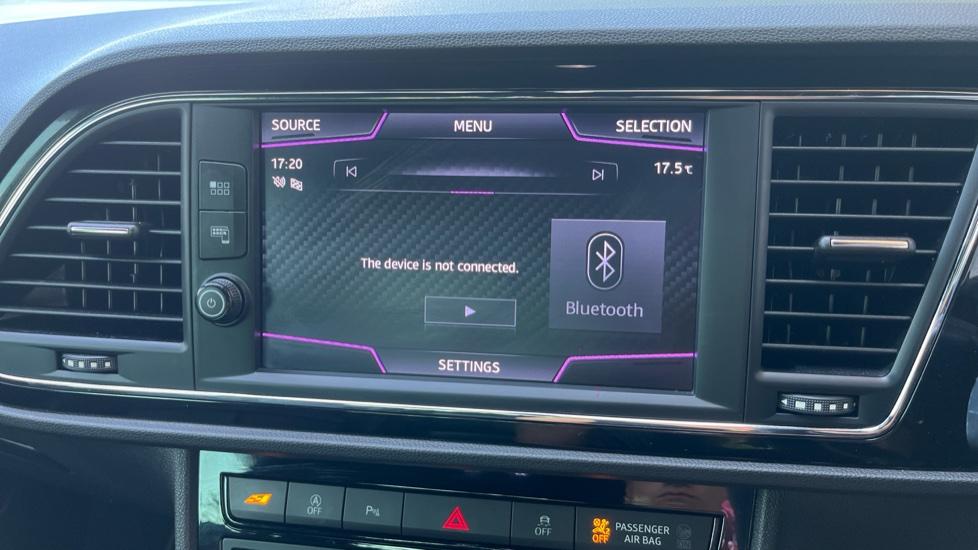 SOURCE MENU SELECTION
17:20 17.5℃
The device is not connected.
Bluetooth
SETTINGS
OFF P OFF OFF PASSENGER
AIR BAG